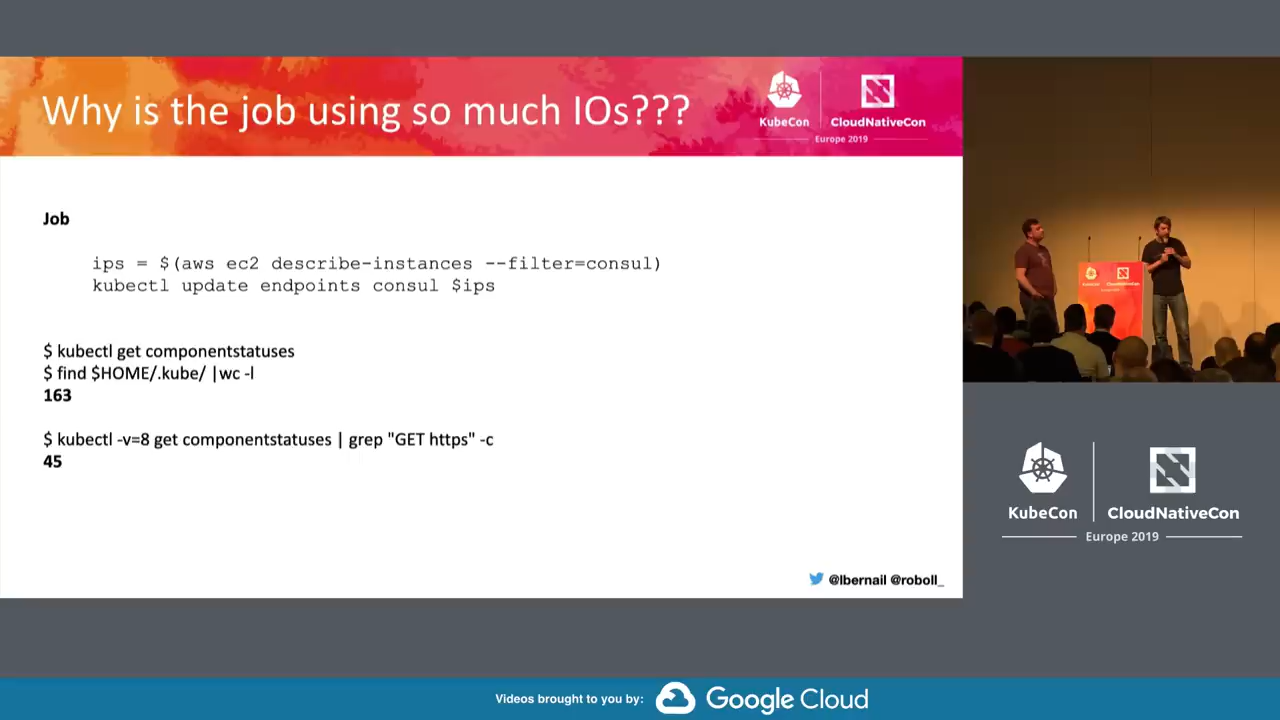 Why is the job using so much IOs???
KubeCon
CloudNativeCon
Europe 2019
Job
ips = $(aws ec2 describe-instances --filter=consul)
kubectl update endpoints consul $ips
$ kubectl get componentstatuses
$ find $HOME/.kube/ |wc -l
163
$ kubectl -v=8 get componentstatuses | grep "GET https" -c
45
@lbernail @roboll_
KubeCon
CloudNativeCon
Europe 2019
Videos brought to you by:
Google Cloud